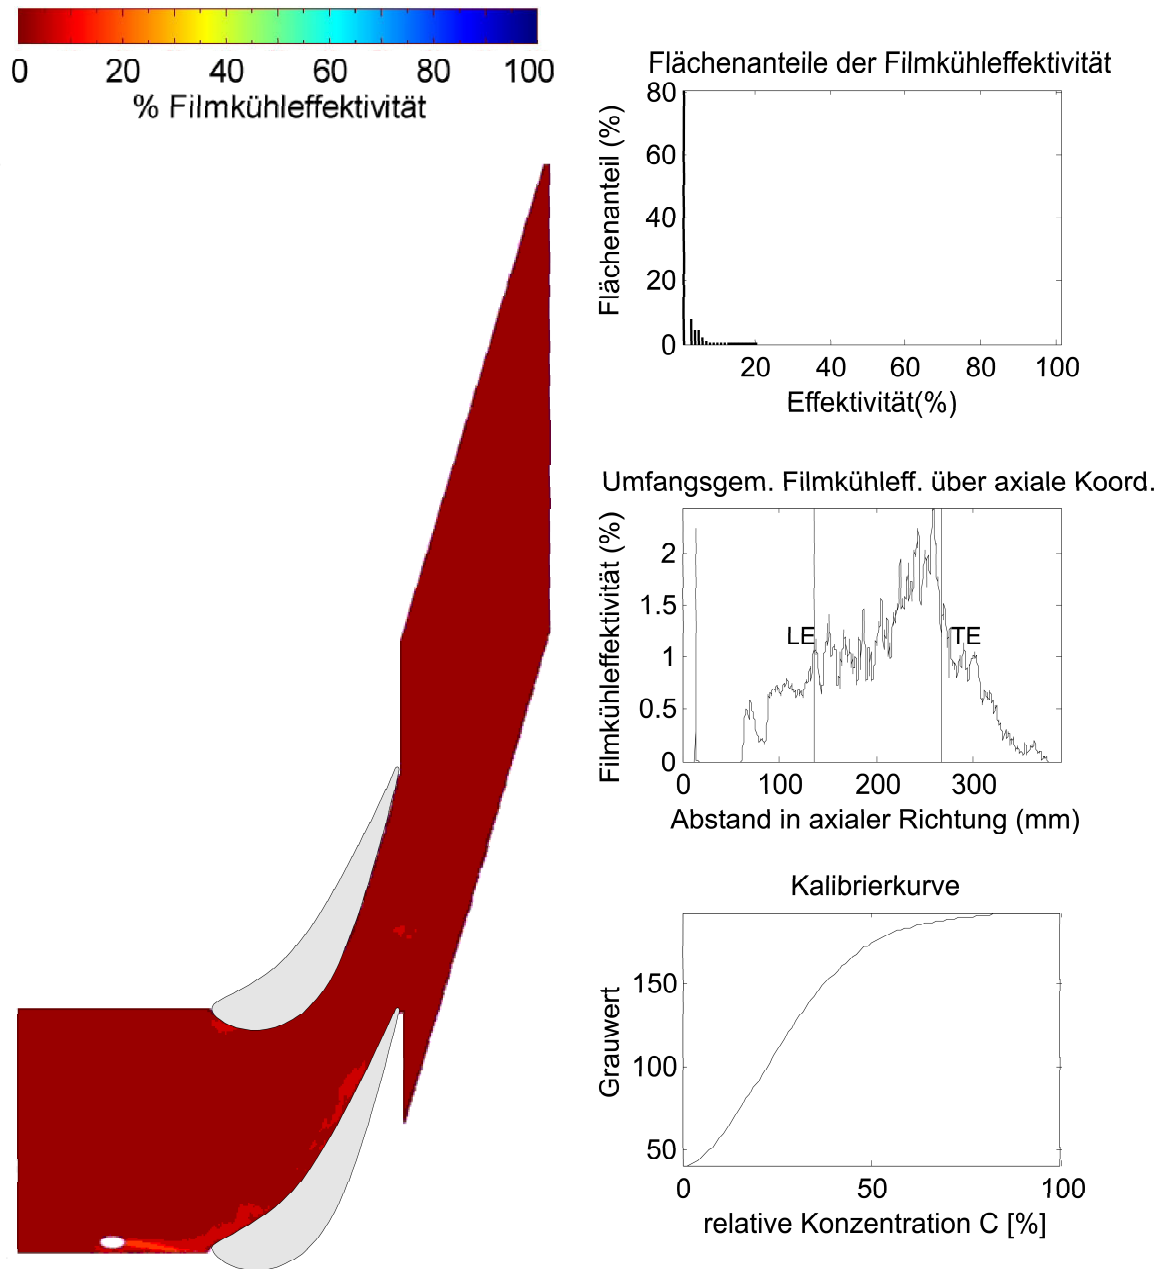 0 20 40 60 80 100
% Filmkühleffektivität
Flächenanteile der Filmkühleffektivität
Flächenanteil (%)
80
60
40
20
0
20 40 60 80 100
Effektivität(%)
Umfangsgem. Filmkühleff. über axiale Koord.
Filmkühleffektivität (%)
2
1.5
1
0.5
0
LE
TE
0 100 200 300
Abstand in axialer Richtung (mm)
Kalibrierkurve
Grauwert
150
100
50
0 50 100
relative Konzentration C [%]